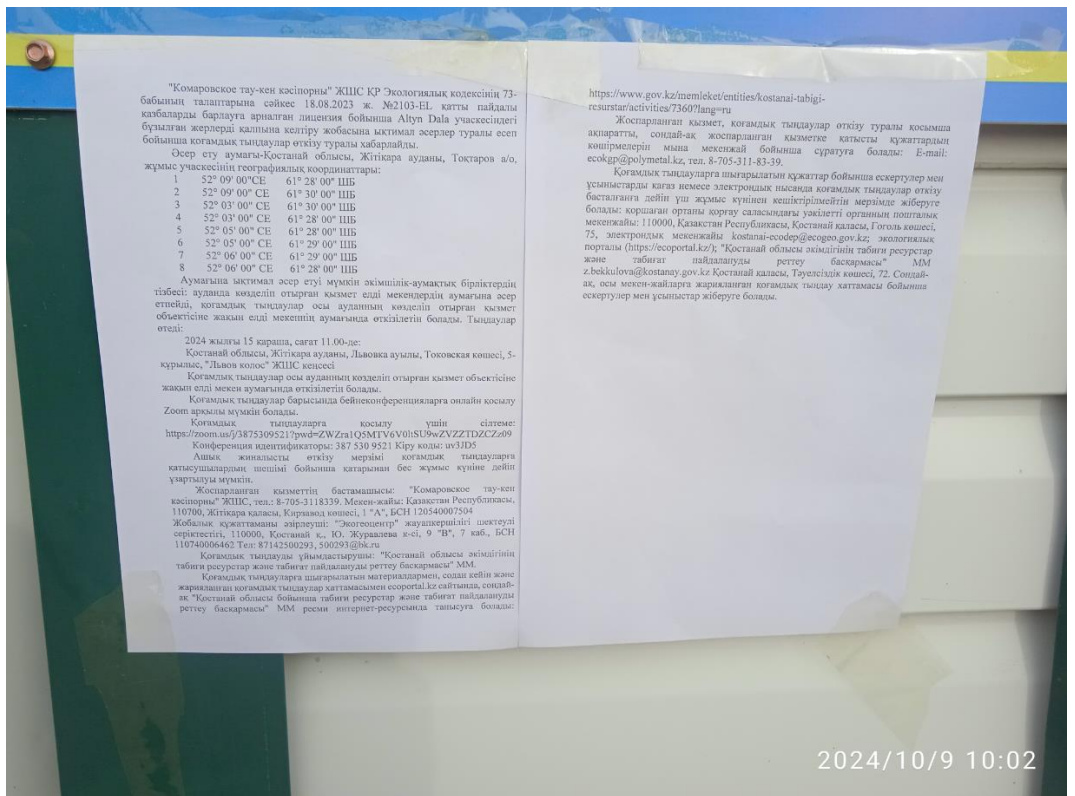 "Комаровское тау-кен кәсіпорны" ЖШС ҚР Экологиялық кодексінің 73-
бабының талаптарына сәйкес 18.08.2023 ж. №2103-EL қатты пайдалы
қазбаларды барлауға арналған лицензия бойынша Altyn Dala учаскесіндегі
бұзылған жерлерді қалпына келтіру жобасына ықтимал әсерлер туралы есеп
бойынша қоғамдық тыңдаулар өткізу туралы хабарлайды.
Әсер ету аумағы-Қостанай облысы, Жітіқара ауданы, Тоқтаров а/о,
жұмыс учаскесінің географиялық координаттары:
1 52° 09' 00"СЕ 61° 28' 00" ШБ
2 52° 09' 00" СЕ 61° 30' 00" ШБ
3 52° 03' 00" СЕ 61° 30' 00" ШБ
4 52° 03' 00" СЕ 61° 28' 00" ШБ
5 52° 05' 00" СЕ 61° 28' 00" ШБ
6 52° 05' 00" СЕ 61° 29' 00" ШБ
7 52° 06' 00" СЕ 61° 29' 00" ШБ
8 52° 06' 00" СЕ 61° 28' 00" ШБ
Аумағына ықтимал әсер етуі мүмкін әкімшілік-аумақтық бірліктердің
тізбесі: ауданда көзделіп отырған қызмет елді мекендердің аумағына әсер
етпейді, қоғамдық тыңдаулар осы ауданның көзделіп отырған қызмет
объектісіне жақын елді мекеннің аумағында өткізілетін болады. Тыңдаулар
өтеді:
2024 жылғы 15 қараша, сағат 11.00-де:
Қостанай облысы, Жітіқара ауданы, Львовка ауылы, Токовская көшесі, 5-
құрылыс, "Львов колос" ЖШС кеңсесі
Қоғамдық тыңдаулар осы ауданның көзделіп отырған қызмет объектісіне
жақын елді мекен аумағында өткізілетін болады.
Қоғамдық тыңдаулар барысында бейнеконференцияларға онлайн қосылу
Zoom арқылы мүмкін болады.
Қоғамдық тыңдауларға қосылу үшін сілтеме:
https://zoom.us/j/3875309521?pwd=ZWZra1Q5MTV6V0htSU9wZVZZTDZCZz09
Конференция идентификаторы: 387 530 9521 Кіру коды: uv3JD5
Ашық жиналысты өткізу мерзімі қоғамдық тыңдауларға
қатысушылардың шешімі бойынша қатарынан бес жұмыс күніне дейін
ұзартылуы мүмкін.
Жоспарланған қызметтің бастамашысы: "Комаровское тау-кен
кәсіпорны" ЖШС, тел.: 8-705-3118339. Мекен-жайы: Қазақстан Республикасы,
110700, Жітіқара қаласы, Кирзавод көшесі, 1 "А", БСН 120540007504
Жобалық құжаттаманы әзірлеуші: "Экогеоцентр" жауапкершілігі шектеулі
серіктестігі, 110000, Қостанай қ., Ю. Журавлева к-сі, 9 "В", 7 каб., БСН
110740006462 Тел: 87142500293, 500293@bk.ru
Қоғамдық тыңдауды ұйымдастырушы: "Қостанай облысы әкімдігінің
табиғи ресурстар және табиғат пайдалануды реттеу басқармасы" ММ.
Қоғамдық тыңдауларға шығарылатын материалдармен, содан кейін және
жарияланған қоғамдық тыңдаулар хаттамасымен ecoportal.kz сайтында, сондай-
ақ "Қостанай облысы бойынша табиғи ресурстар және табиғат пайдалануды
реттеу басқармасы" ММ ресми интернет-ресурсында танысуға болады:
https://www.gov.kz/memleket/entities/kostanai-tabigi-
resurstar/activities/7360?lang=ru
Жоспарланған қызмет, қоғамдық тыңдаулар өткізу туралы қосымша
ақпаратты, сондай-ақ жоспарланған қызметке қатысты құжаттардың
көшірмелерін мына мекенжай бойынша сұратуға болады: E-mail:
ecokgp@polymetal.kz, тел. 8-705-311-83-39.
Қоғамдық тыңдауларға шығарылатын құжаттар бойынша ескертулер мен
ұсыныстарды қағаз немесе электрондық нысанда қоғамдық тыңдаулар өткізу
басталғанға дейін үш жұмыс күнінен кешіктірілмейтін мерзімде жіберуге
болады: қоршаған ортаны қорғау саласындағы уәкілетті органның пошталық
мекенжайы: 110000, Қазақстан Республикасы, Қостанай қаласы, Гоголь көшесі,
75, электрондық мекенжайы kostanai-ecodep@ecogeo.gov.kz; экологиялық
порталы (https://ecoportal.kz/); "Қостанай облысы әкімдігінің табиғи ресурстар
және табиғат пайдалануды реттеу басқармасы" ММ
z.bekkulova@kostanay.gov.kz Қостанай қаласы, Тәуелсіздік көшесі, 72. Сондай-
ақ, осы мекен-жайларға жарияланған қоғамдық тыңдау хаттамасы бойынша
ескертулер мен ұсыныстар жіберуге болады.
2024/10/9 10:02